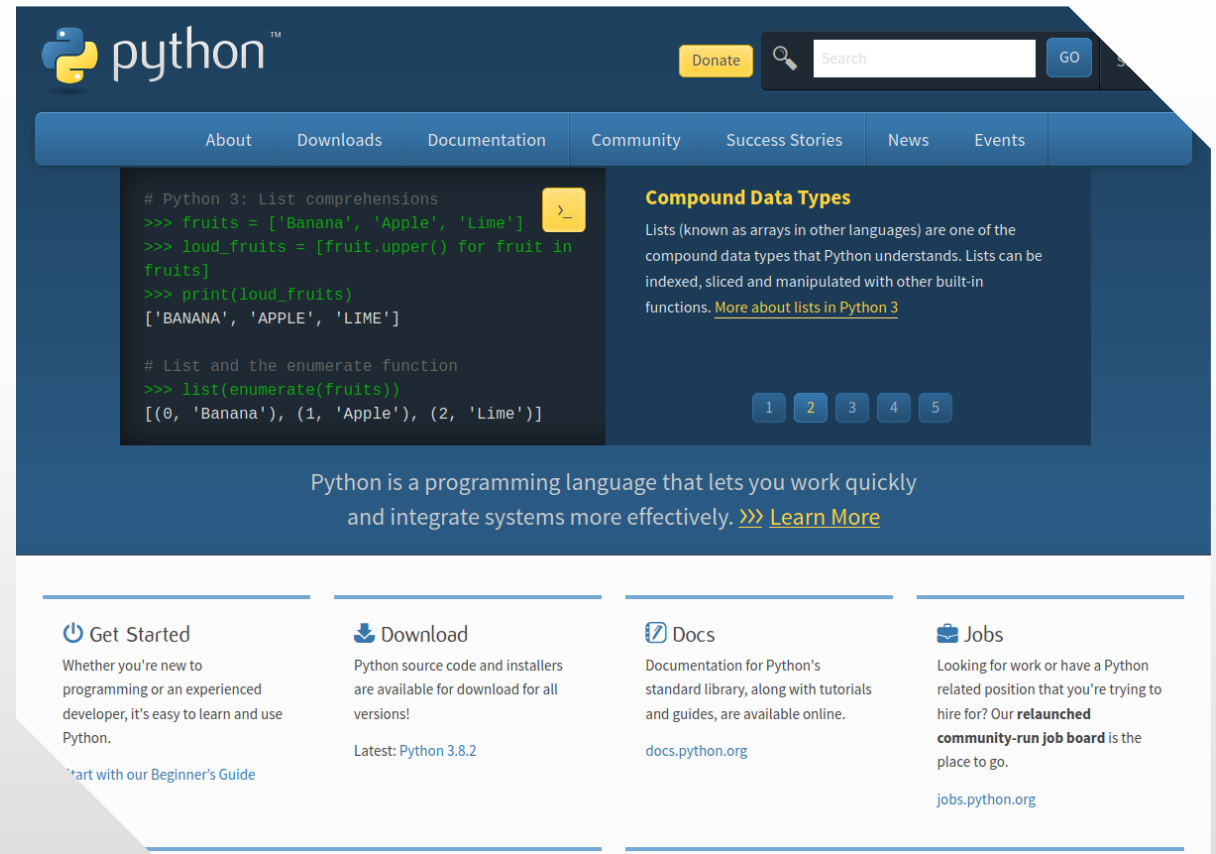 python™
Donate
Search
GO
About
Downloads
Documentation
Community
Success Stories
News
Events
# Python 3: List comprehensions
>>> fruits = ['Banana', 'Apple', 'Lime']
>>> loud_fruits = [fruit.upper() for fruit in
fruits]
>>> print(loud_fruits)
['BANANA', 'APPLE', 'LIME']
# List and the enumerate function
>>> list(enumerate(fruits))
[(0, 'Banana'), (1, 'Apple'), (2, 'Lime')]
>_
Compound Data Types
Lists (known as arrays in other languages) are one of the
compound data types that Python understands. Lists can be
indexed, sliced and manipulated with other built-in
functions. More about lists in Python 3
1 2 3 4 5
Python is a programming language that lets you work quickly
and integrate systems more effectively. >>> Learn More
Get Started
Whether you're new to
programming or an experienced
developer, it's easy to learn and use
Python.
with our Beginner's Guide
Download
Python source code and installers
are available for download for all
versions!
Latest: Python 3.8.2
Docs
Documentation for Python's
standard library, along with tutorials
and guides, are available online.
docs.python.org
Jobs
Looking for work or have a Python
related position that you're trying to
hire for? Our relaunched
community-run job board is the
place to go.
jobs.python.org